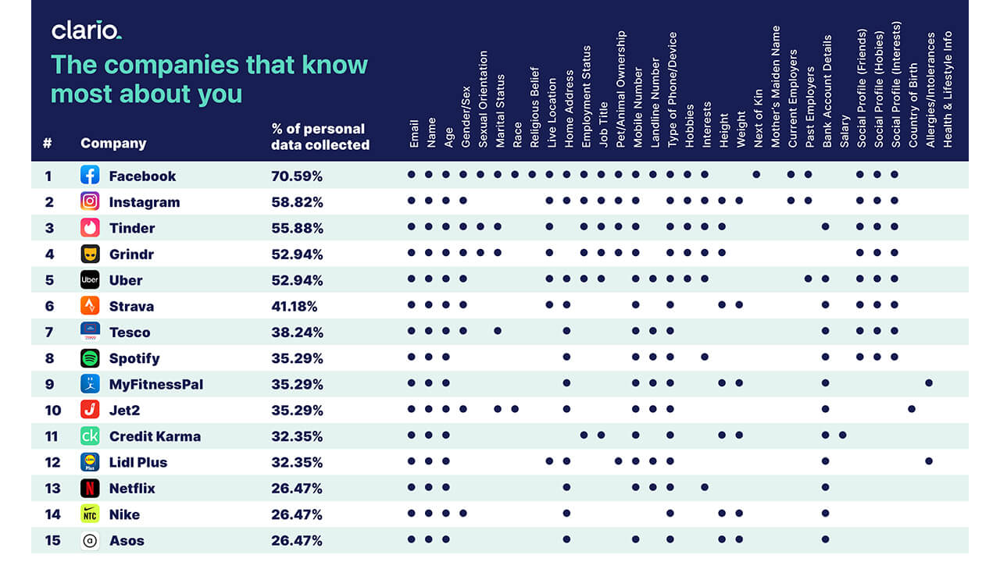 clario.
The companies that know
most about you
# Company % of personal
data collected
Email
Name
Age
Gender/Sex
Sexual Orientation
Marital Status
Race
Religious Belief
Live Location
Home Address
Employment Status
Job Title
Pet/Animal Ownership
Mobile Number
Landline Number
Type of Phone/Device
Hobbies
Interests
Height
Weight
Next of Kin
Mother's Maiden Name
Current Employers
Past Employers
Bank Account Details
Salary
Social Profile (Friends)
Social Profile (Hobies)
Social Profile (Interests)
Country of Birth
Allergies/Intolerances
Health & Lifestyle Info
1 Facebook 70.59%
2 Instagram 58.82%
3 Tinder 55.88%
4 Grindr 52.94%
5 Uber Uber 52.94%
6 Strava 41.18%
7 Tesco 38.24%
8 Spotify 35.29%
9 MyFitnessPal 35.29%
10 J Jet2 35.29%
11 ck Credit Karma 32.35%
12 Plus Lidl Plus 32.35%
13 N Netflix 26.47%
14 NTC Nike 26.47%
15 a Asos 26.47%